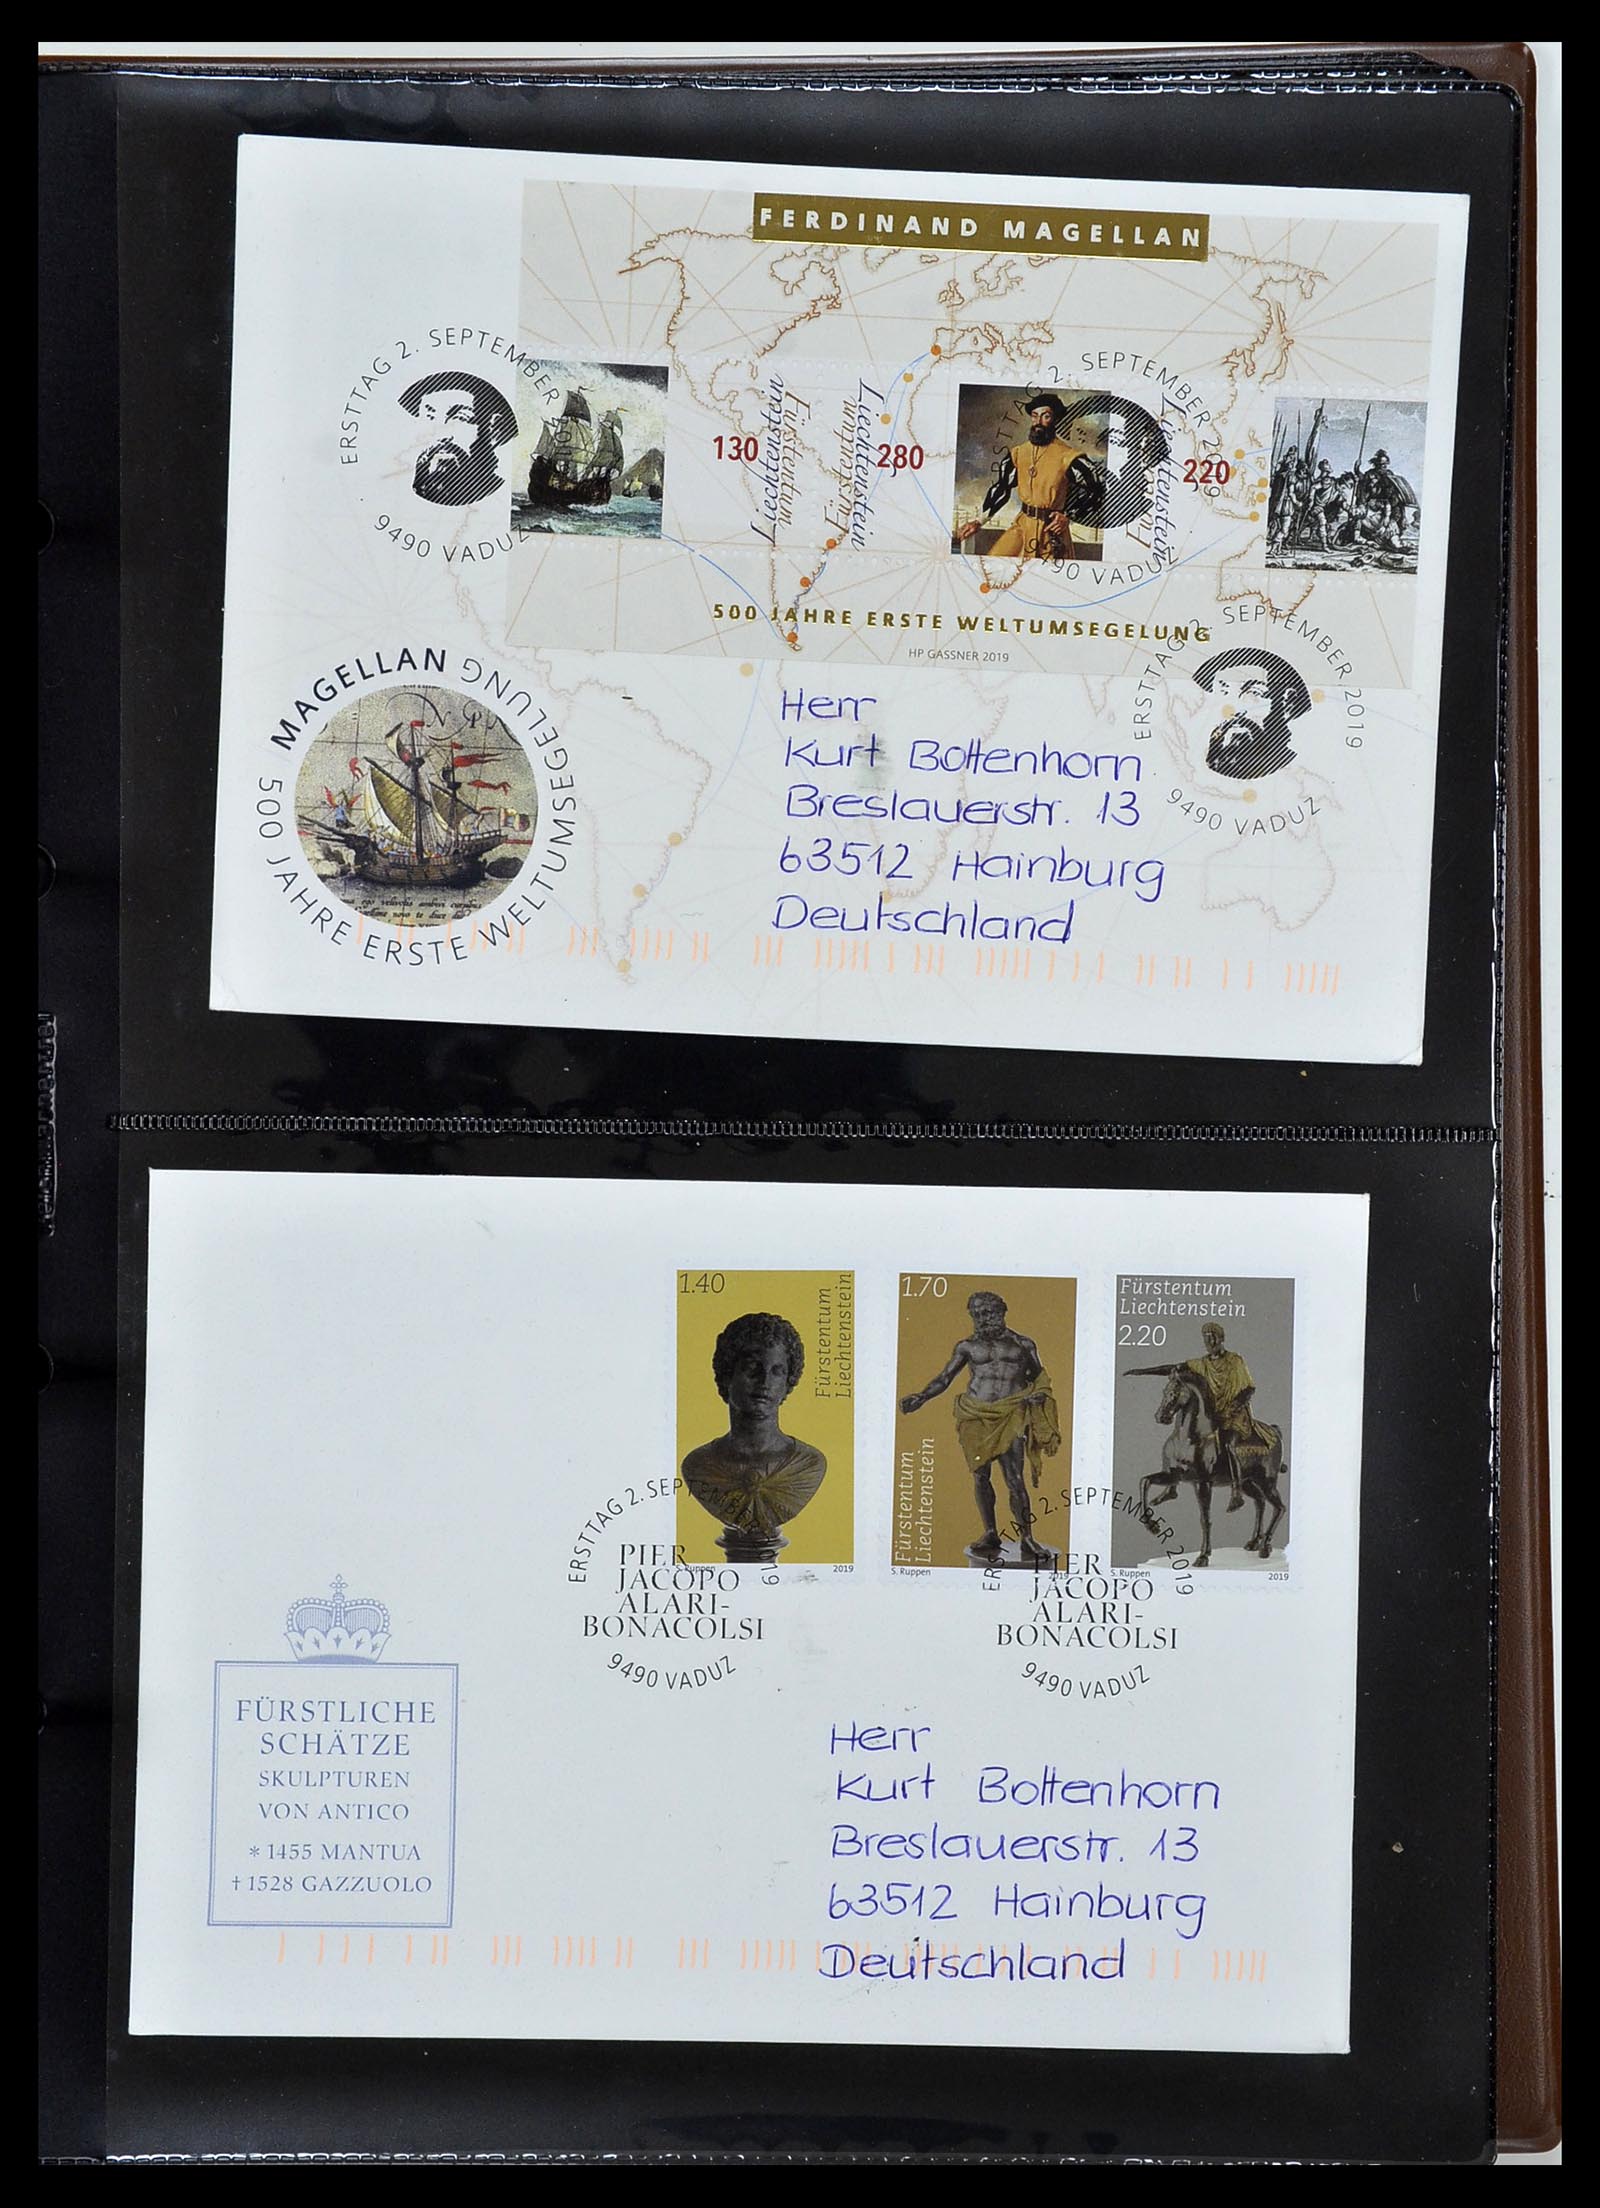 FERDINAND MAGELLAN
ERSTTAG 2. SEPTEMBER 2019
9490 VADUZ
130
Fürstentum
Liechtenstein
280
Fürstentum
Liechtenstein
ERSTTAG 2. SEPTEMBER 2019
9490 VADUZ
220
Fürstentum
Liechtenstein
500 JAHRE ERSTE WELTUMSEGELUNG
HP GASSNER 2019
ERSTTAG 2. SEPTEMBER 2019
9490 VADUZ
MAGELLAN
500 JAHRE ERSTE WELTUMSEGELUNG
Herr
Kurt Bottenhorn
Breslauerstr. 13
63512 Hainburg
Deutschland
1.40
Fürstentum
Liechtenstein
S. Ruppen 2019
1.70
Fürstentum
Liechtenstein
S. Ruppen 2019
Fürstentum
Liechtenstein
2.20
S. Ruppen 2019
ERSTTAG 2. SEPTEMBER 2019
PIER
JACOPO
ALARI-
BONACOLSI
9490 VADUZ
ERSTTAG 2. SEPTEMBER 2019
PIER
JACOPO
ALARI-
BONACOLSI
9490 VADUZ
FÜRSTLICHE
SCHÄTZE
SKULPTUREN
VON ANTICO
* 1455 MANTUA
† 1528 GAZZUOLO
Herr
Kurt Bottenhorn
Breslauerstr. 13
63512 Hainburg
Deutschland